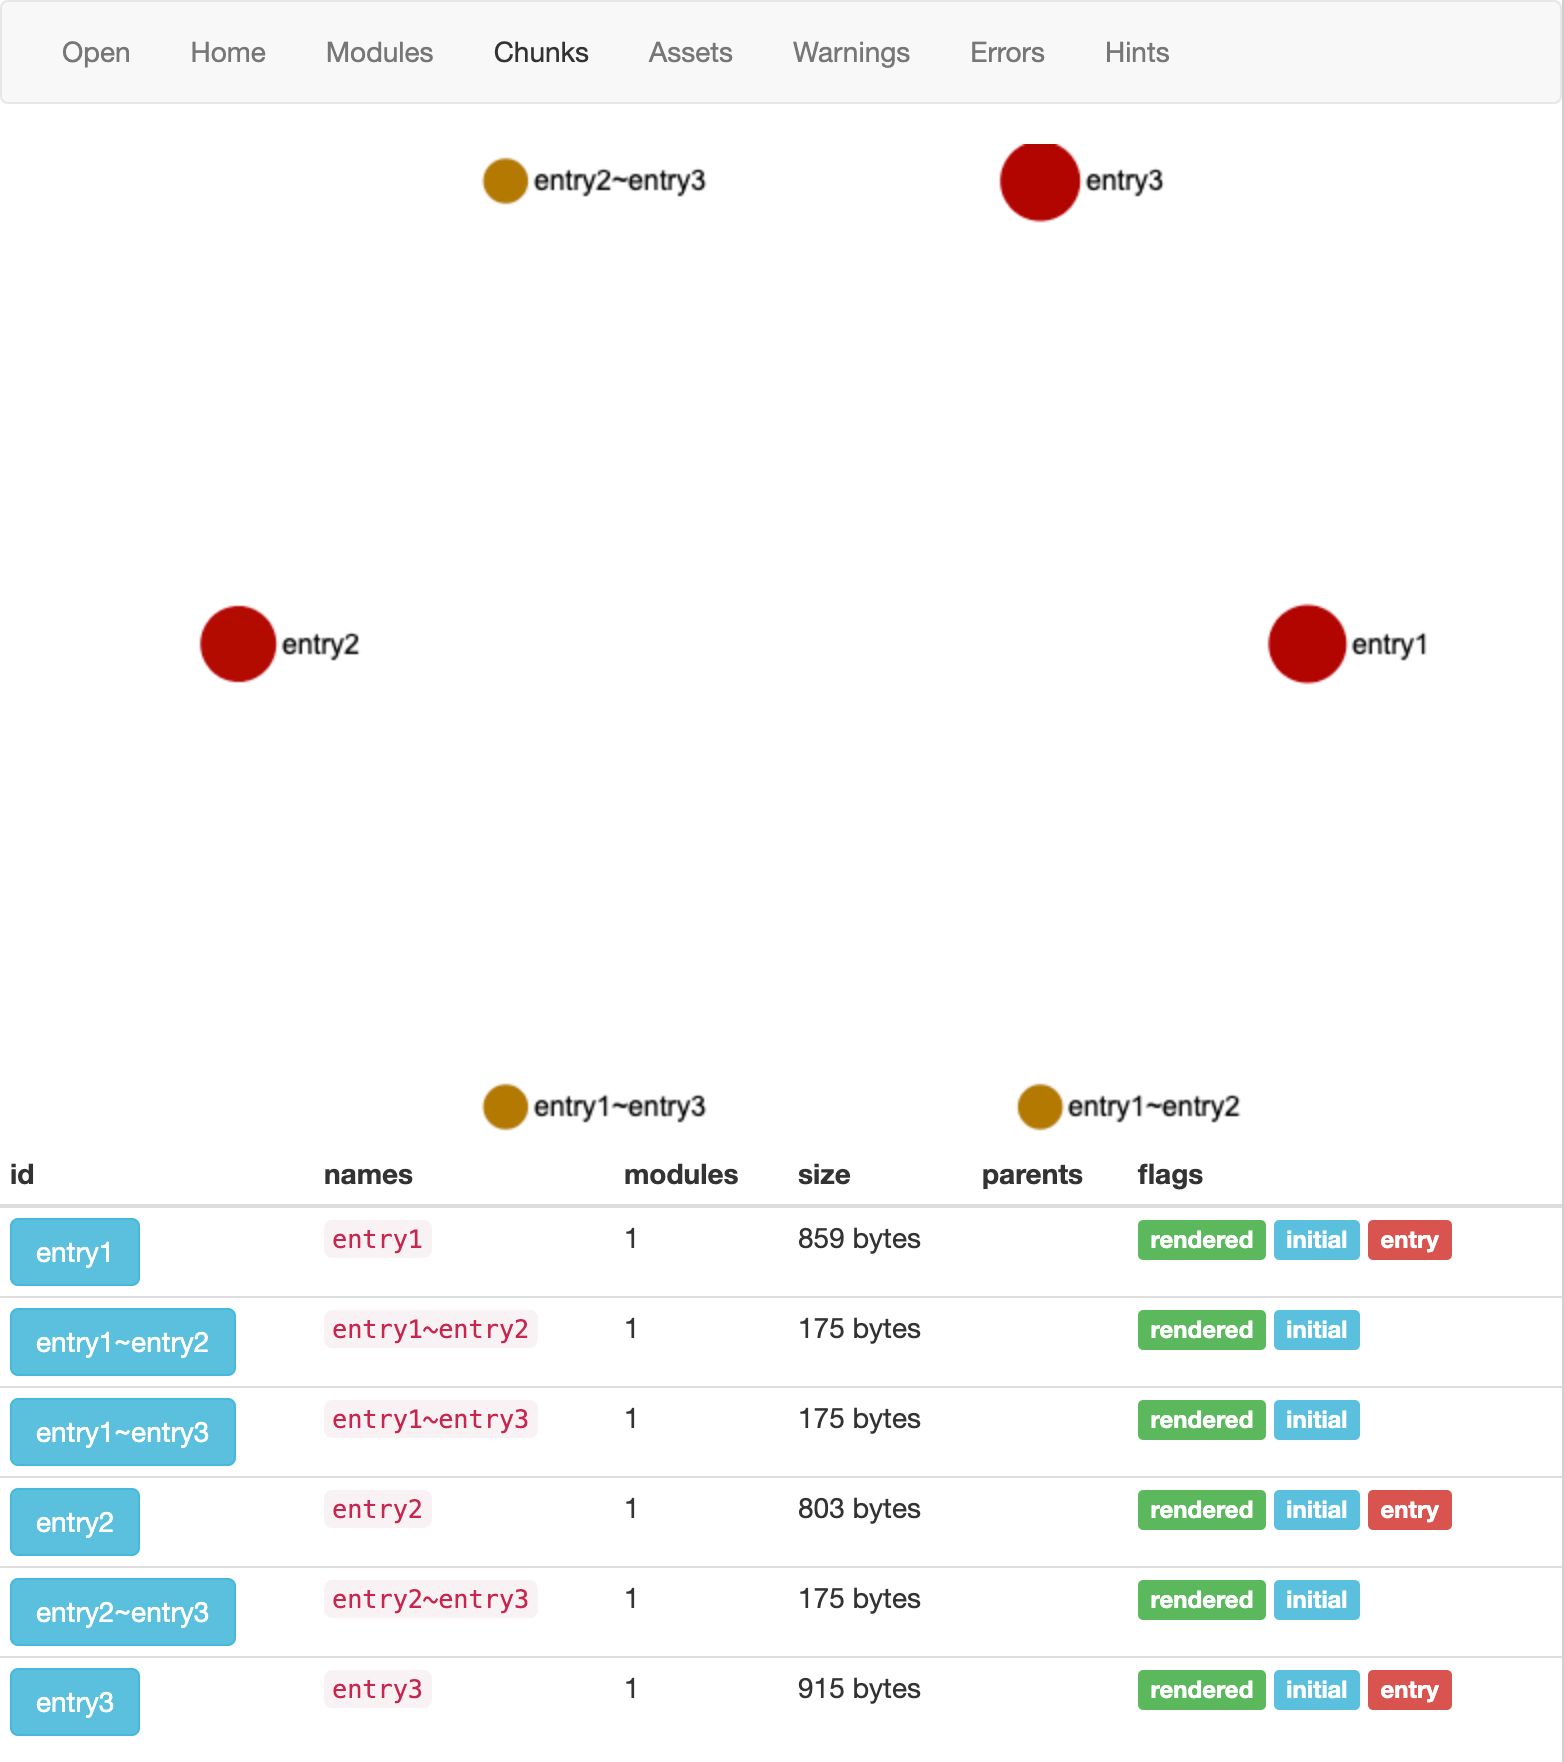 Open Home Modules Chunks Assets Warnings Errors Hints
entry2~entry3 entry3
entry2 entry1
entry1~entry3 entry1~entry2
id names modules size parents flags
entry1 entry1 1 859 bytes rendered initial entry
entry1~entry2 entry1~entry2 1 175 bytes rendered initial
entry1~entry3 entry1~entry3 1 175 bytes rendered initial
entry2 entry2 1 803 bytes rendered initial entry
entry2~entry3 entry2~entry3 1 175 bytes rendered initial
entry3 entry3 1 915 bytes rendered initial entry